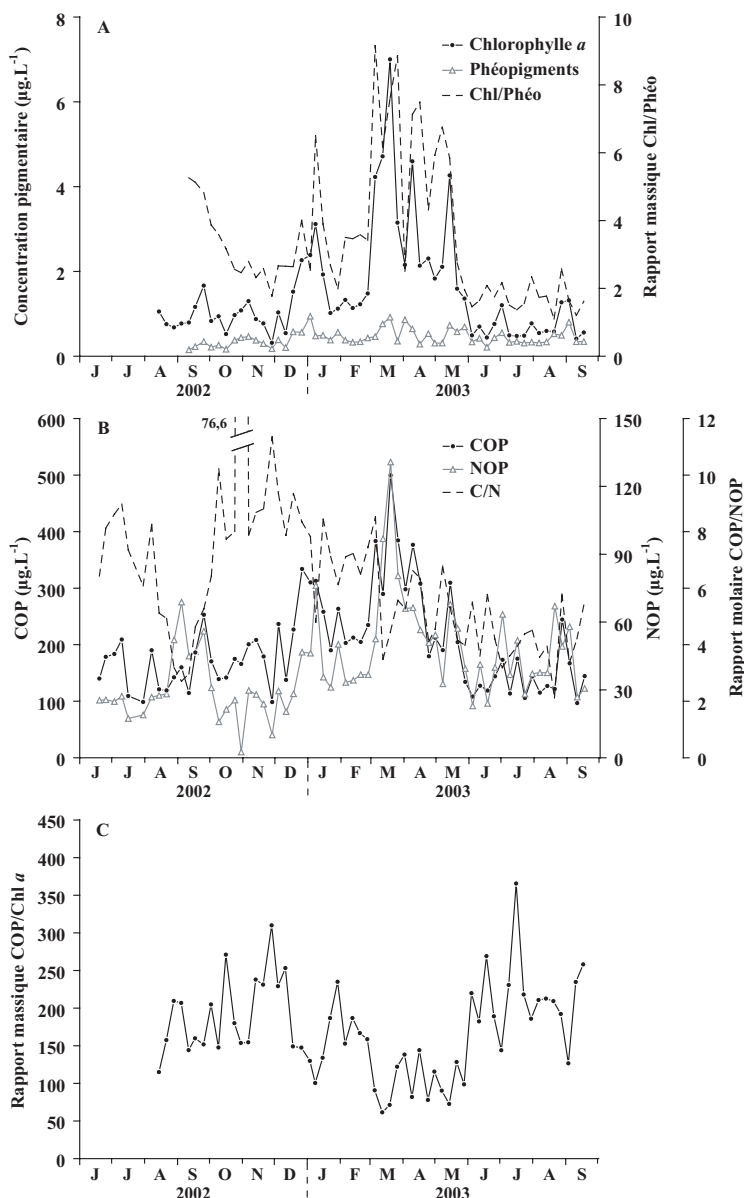 A
Chlorophylle a
Phéopigments
Chl/Phéo
Concentration pigmentaire (µg.L-1)
8
6
4
2
0
Rapport massique Chl/Phéo
10
8
6
4
2
0
J J A S O N D J F M A M J J A S
2002 2003
B
76,6
COP
NOP
C/N
COP (µg.L-1)
600
500
400
300
200
100
0
NOP (µg.L-1)
150
120
90
60
30
0
Rapport molaire COP/NOP
12
10
8
6
4
2
0
J J A S O N D J F M A M J J A S
2002 2003
C
Rapport massique COP/Chl a
450
400
350
300
250
200
150
100
50
0
J J A S O N D J F M A M J J A S
2002 2003